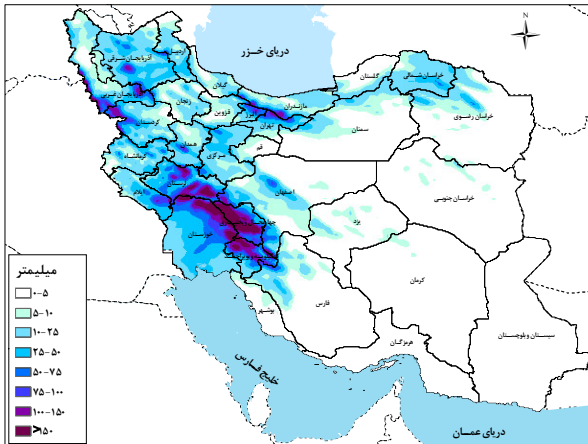 N
دریای خزر
اردبیل
آذربایجان شرقی
آذربایجان غربی
گیلان
زنجان
کردستان
قزوین
البرز
تهران
مازندران
گلستان
خراسان شمالی
خراسان رضوی
سمنان
قم
همدان
مرکزی
کرمانشاه
لرستان
ایلام
اصفهان
خراسان جنوبی
خوزستان
یزد
کرمان
فارس
بوشهر
هرمزگان
سیستان و بلوچستان
خلیج فارس
دریای عمان
میلیمتر
۰-۵
۵-۱۰
۱۰-۲۵
۲۵-۵۰
۵۰-۷۵
۷۵-۱۰۰
۱۰۰-۱۵۰
>۱۵۰